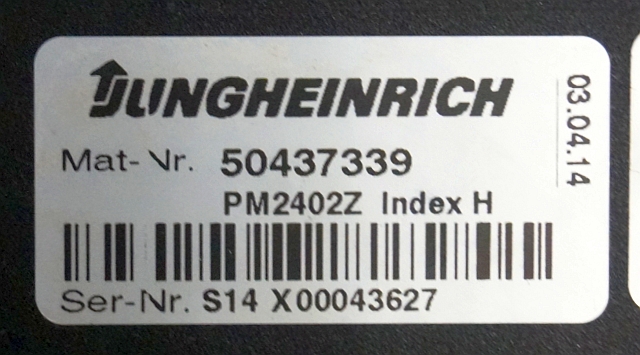 JUNGHEINRICH
Mat-Nr. 50437339
PM2402Z Index H
Ser-Nr. S14 X00043627
03.04.14